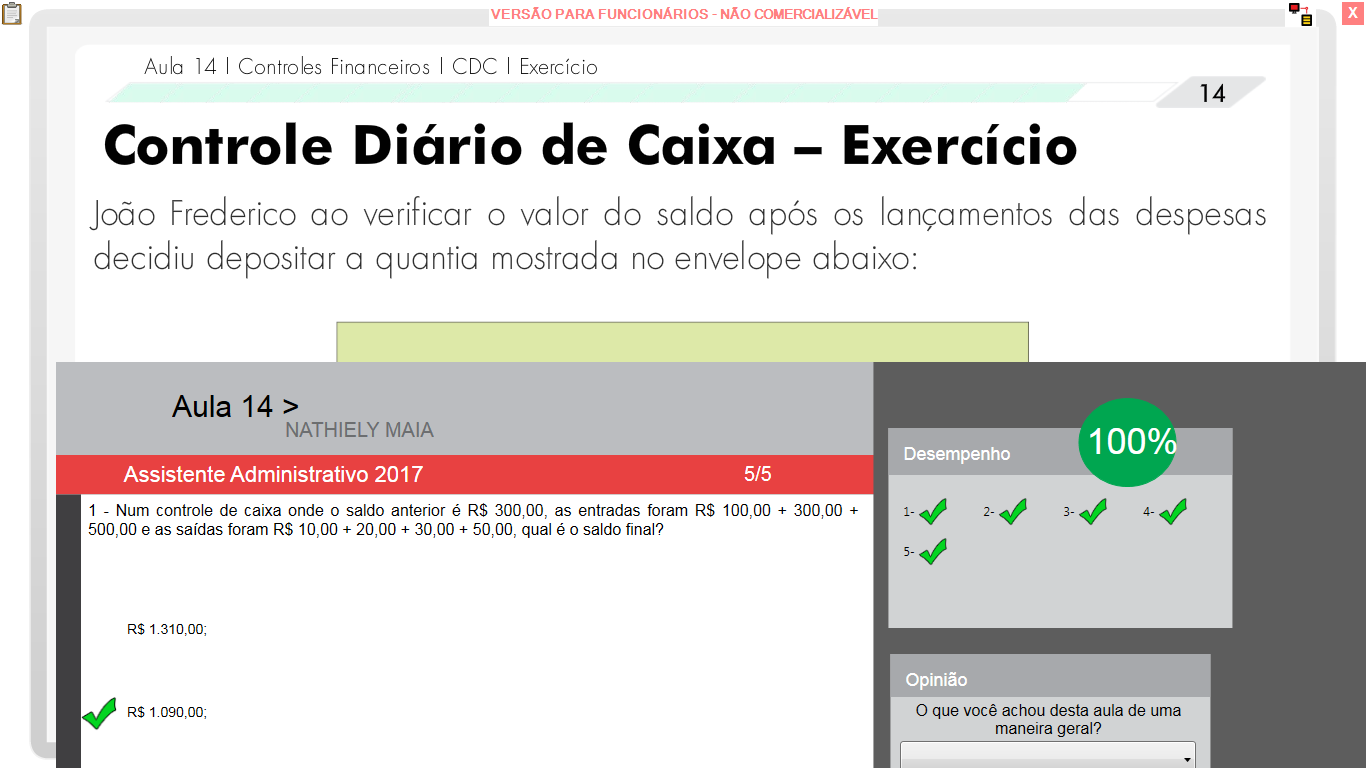 VERSÃO PARA FUNCIONÁRIOS - NÃO COMERCIALIZÁVEL
X
Aula 14 | Controles Financeiros | CDC | Exercício
14
Controle Diário de Caixa – Exercício
João Frederico ao verificar o valor do saldo após os lançamentos das despesas
decidiu depositar a quantia mostrada no envelope abaixo:
Aula 14 >
NATHIELY MAIA
Assistente Administrativo 2017
5/5
1 - Num controle de caixa onde o saldo anterior é R$ 300,00, as entradas foram R$ 100,00 + 300,00 +
500,00 e as saídas foram R$ 10,00 + 20,00 + 30,00 + 50,00, qual é o saldo final?
R$ 1.310,00;
R$ 1.090,00;
Desempenho
100%
1-
2-
3-
4-
5-
Opinião
O que você achou desta aula de uma
maneira geral?